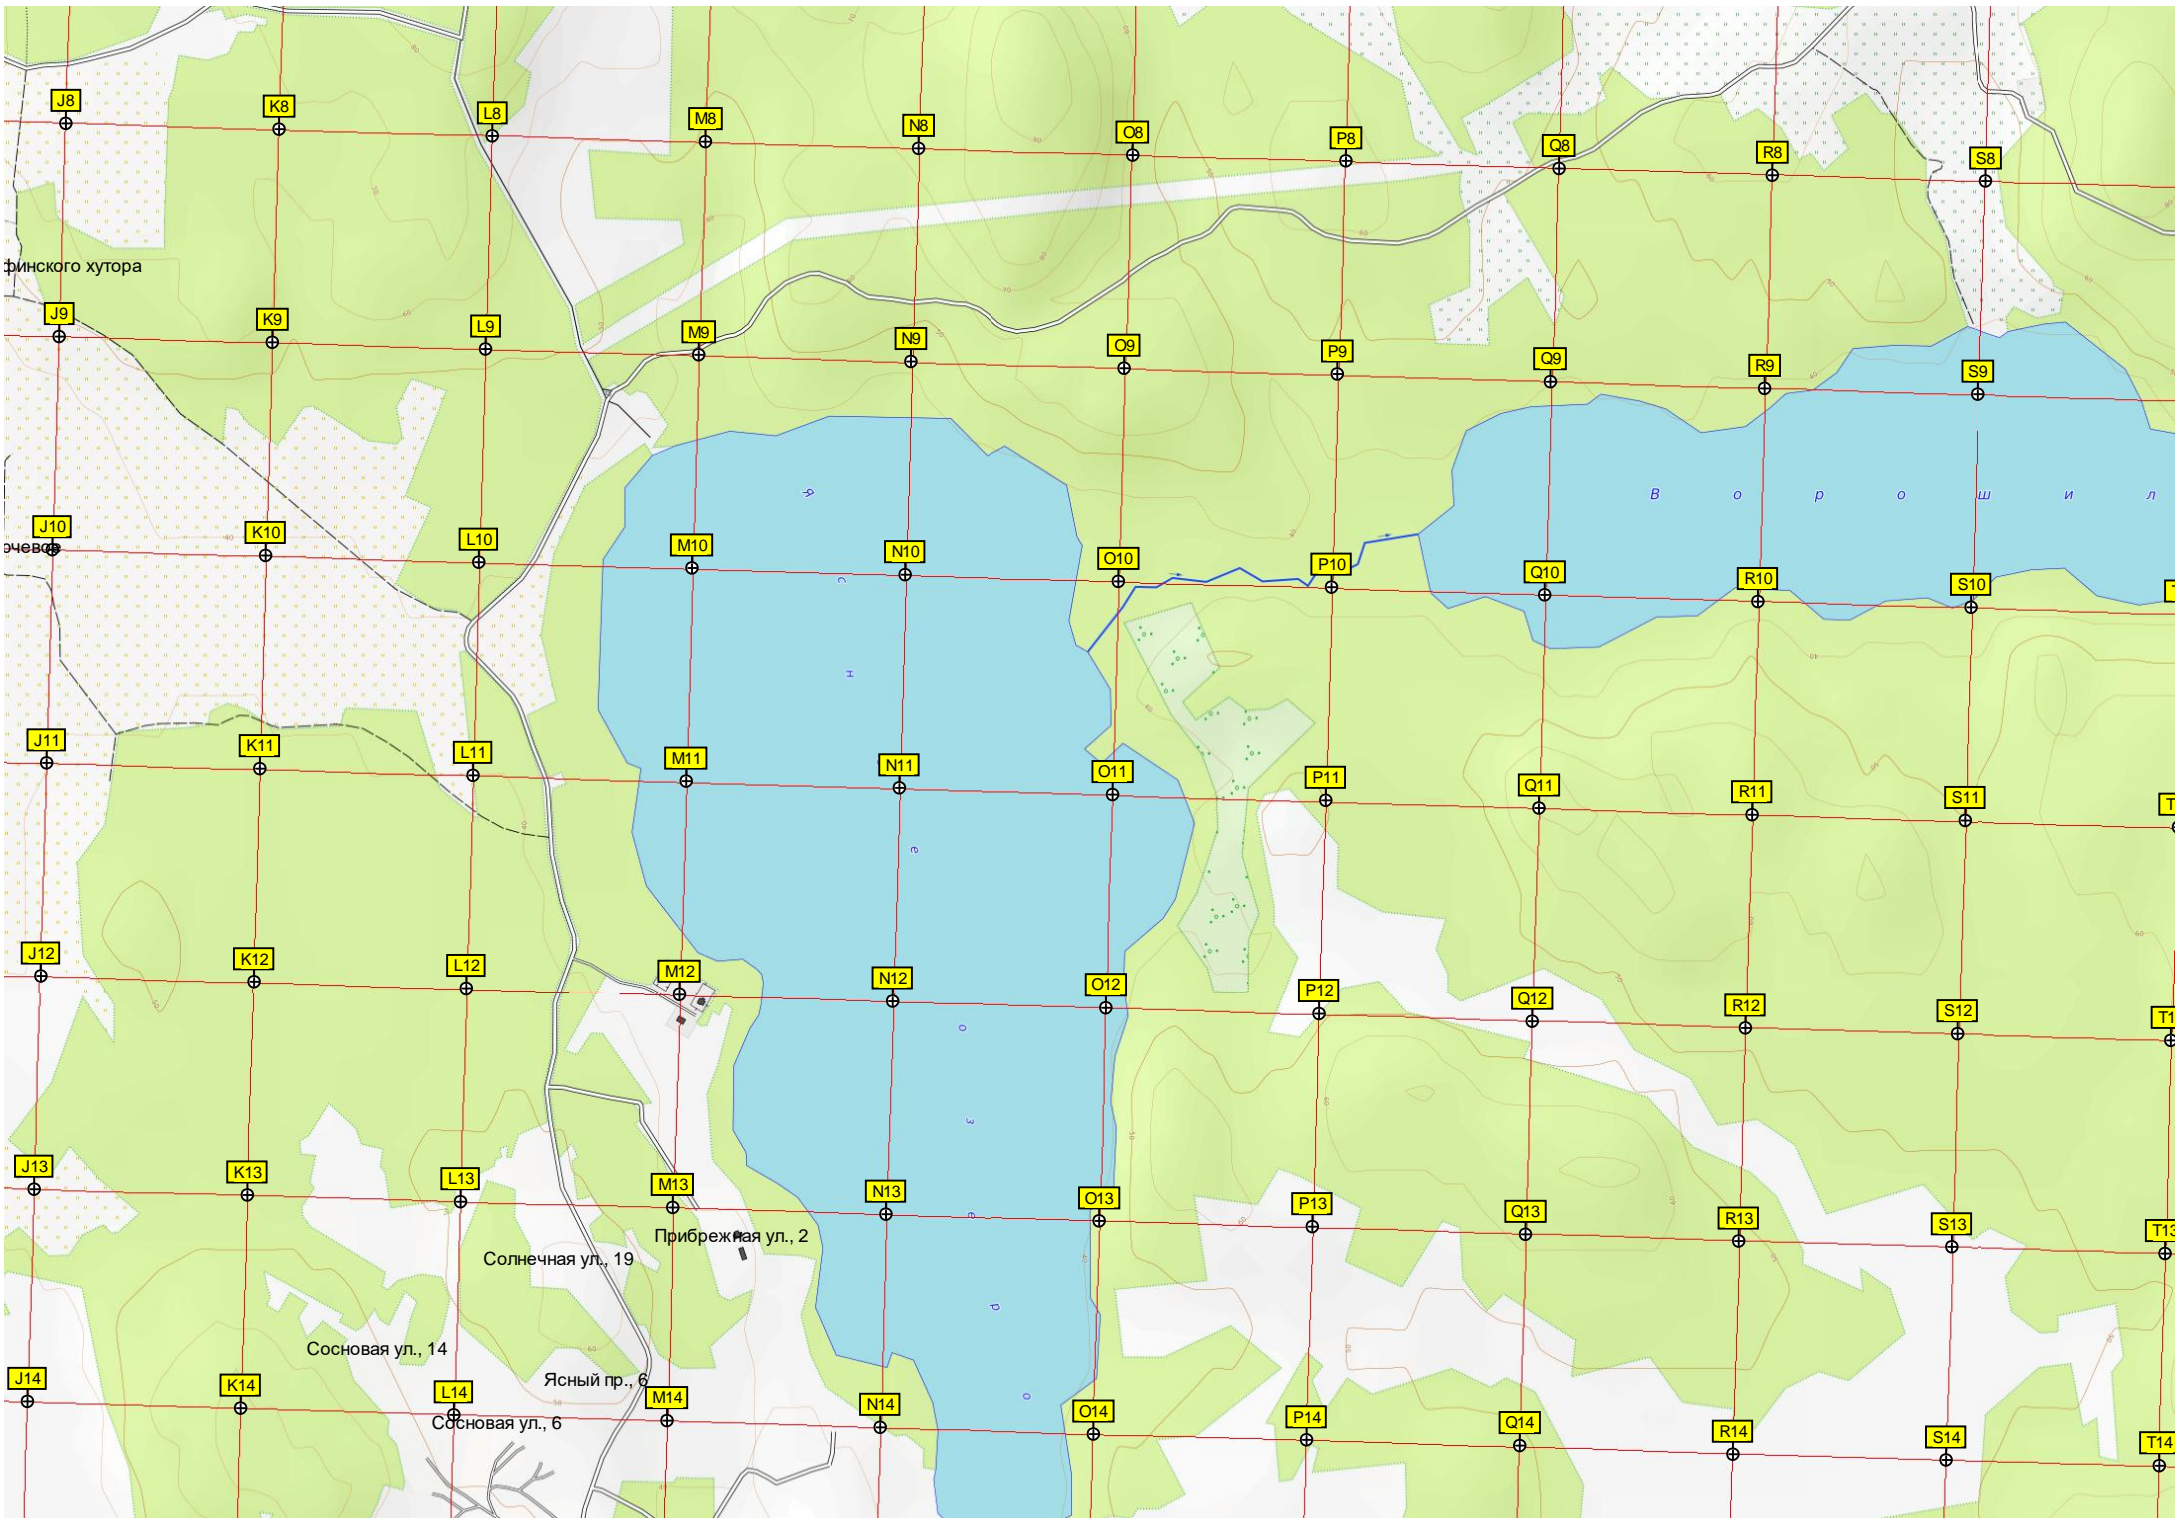 J8 K8 L8 M8 N8 O8 P8 Q8 R8 S8
финского хутора
J9 K9 L9 M9 N9 O9 P9 Q9 R9 S9
Я с н о е о з е р о
В о р о ш и л
J10 K10 L10 M10 N10 O10 P10 Q10 R10 S10
очевое
J11 K11 L11 M11 N11 O11 P11 Q11 R11 S11
J12 K12 L12 M12 N12 O12 P12 Q12 R12 S12 T1
J13 K13 L13 M13 N13 O13 P13 Q13 R13 S13 T13
Прибрежная ул., 2
Солнечная ул., 19
Сосновая ул., 14
Ясный пр., 6
J14 K14 L14 M14 N14 O14 P14 Q14 R14 S14 T14
Сосновая ул., 6